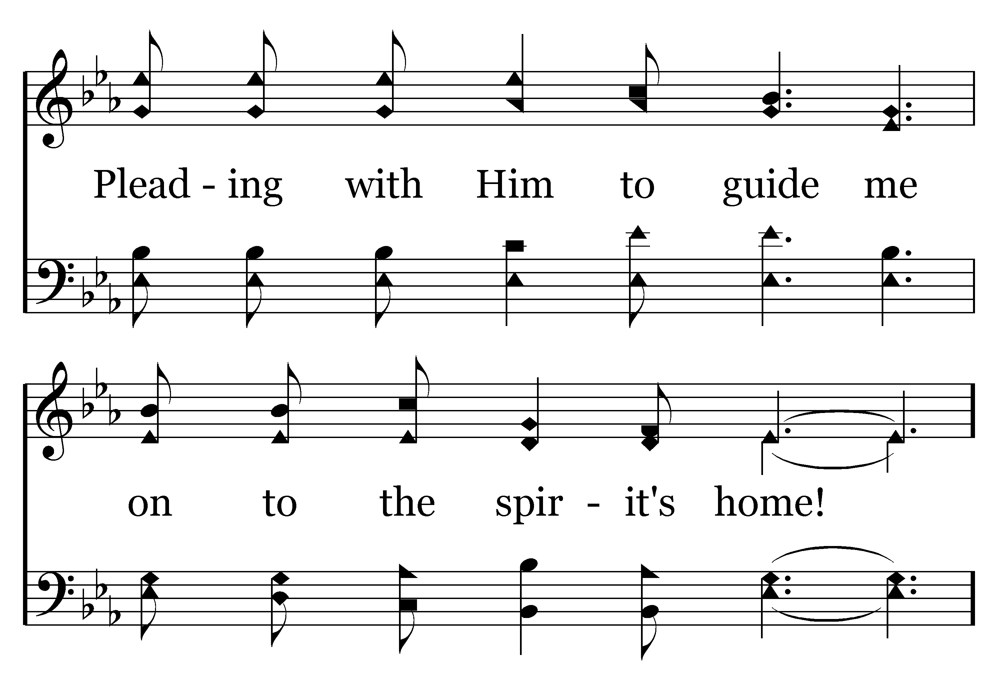 Plead - ing with Him to guide me
on to the spir - it's home!